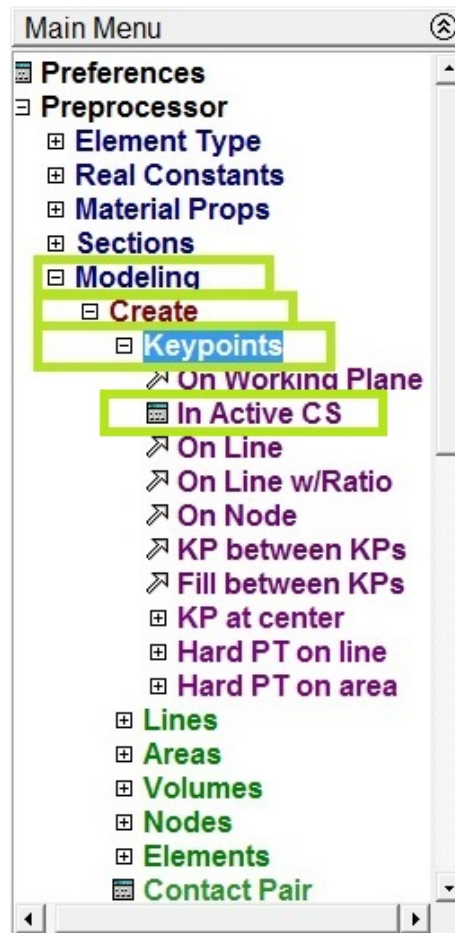 Main Menu
Preferences
Preprocessor
Element Type
Real Constants
Material Props
Sections
Modeling
Create
Keypoints
On Working Plane
In Active CS
On Line
On Line w/Ratio
On Node
KP between KPs
Fill between KPs
KP at center
Hard PT on line
Hard PT on area
Lines
Areas
Volumes
Nodes
Elements
Contact Pair